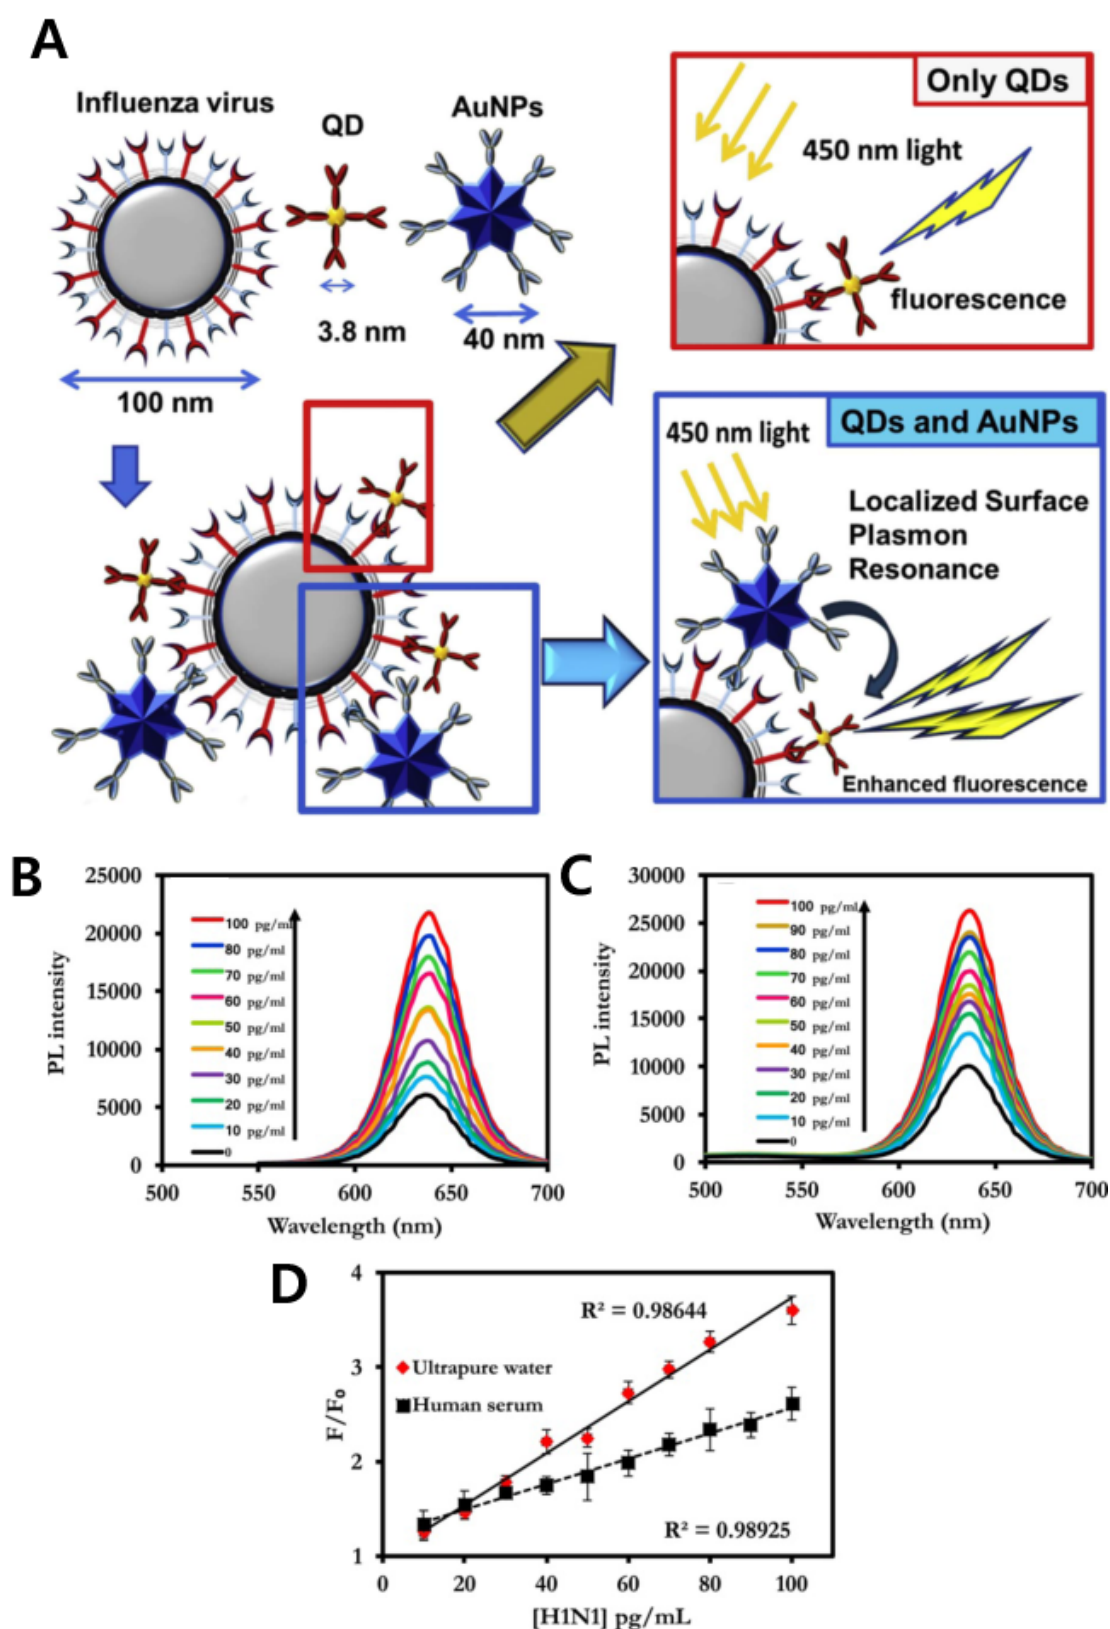 A
Influenza virus
QD
AuNPs
3.8 nm
40 nm
100 nm
Only QDs
450 nm light
fluorescence
QDs and AuNPs
450 nm light
Localized Surface
Plasmon
Resonance
Enhanced fluorescence
B
PL intensity
25000
20000
15000
10000
5000
0
100 pg/ml
80 pg/ml
70 pg/ml
60 pg/ml
50 pg/ml
40 pg/ml
30 pg/ml
20 pg/ml
10 pg/ml
0
500 550 600 650 700
Wavelength (nm)
C
PL intensity
30000
25000
20000
15000
10000
5000
0
100 pg/ml
90 pg/ml
80 pg/ml
70 pg/ml
60 pg/ml
50 pg/ml
40 pg/ml
30 pg/ml
20 pg/ml
10 pg/ml
0
500 550 600 650 700
Wavelength (nm)
D
F/F₀
4
3
2
1
R² = 0.98644
Ultrapure water
Human serum
R² = 0.98925
0 20 40 60 80 100
[H1N1] pg/mL